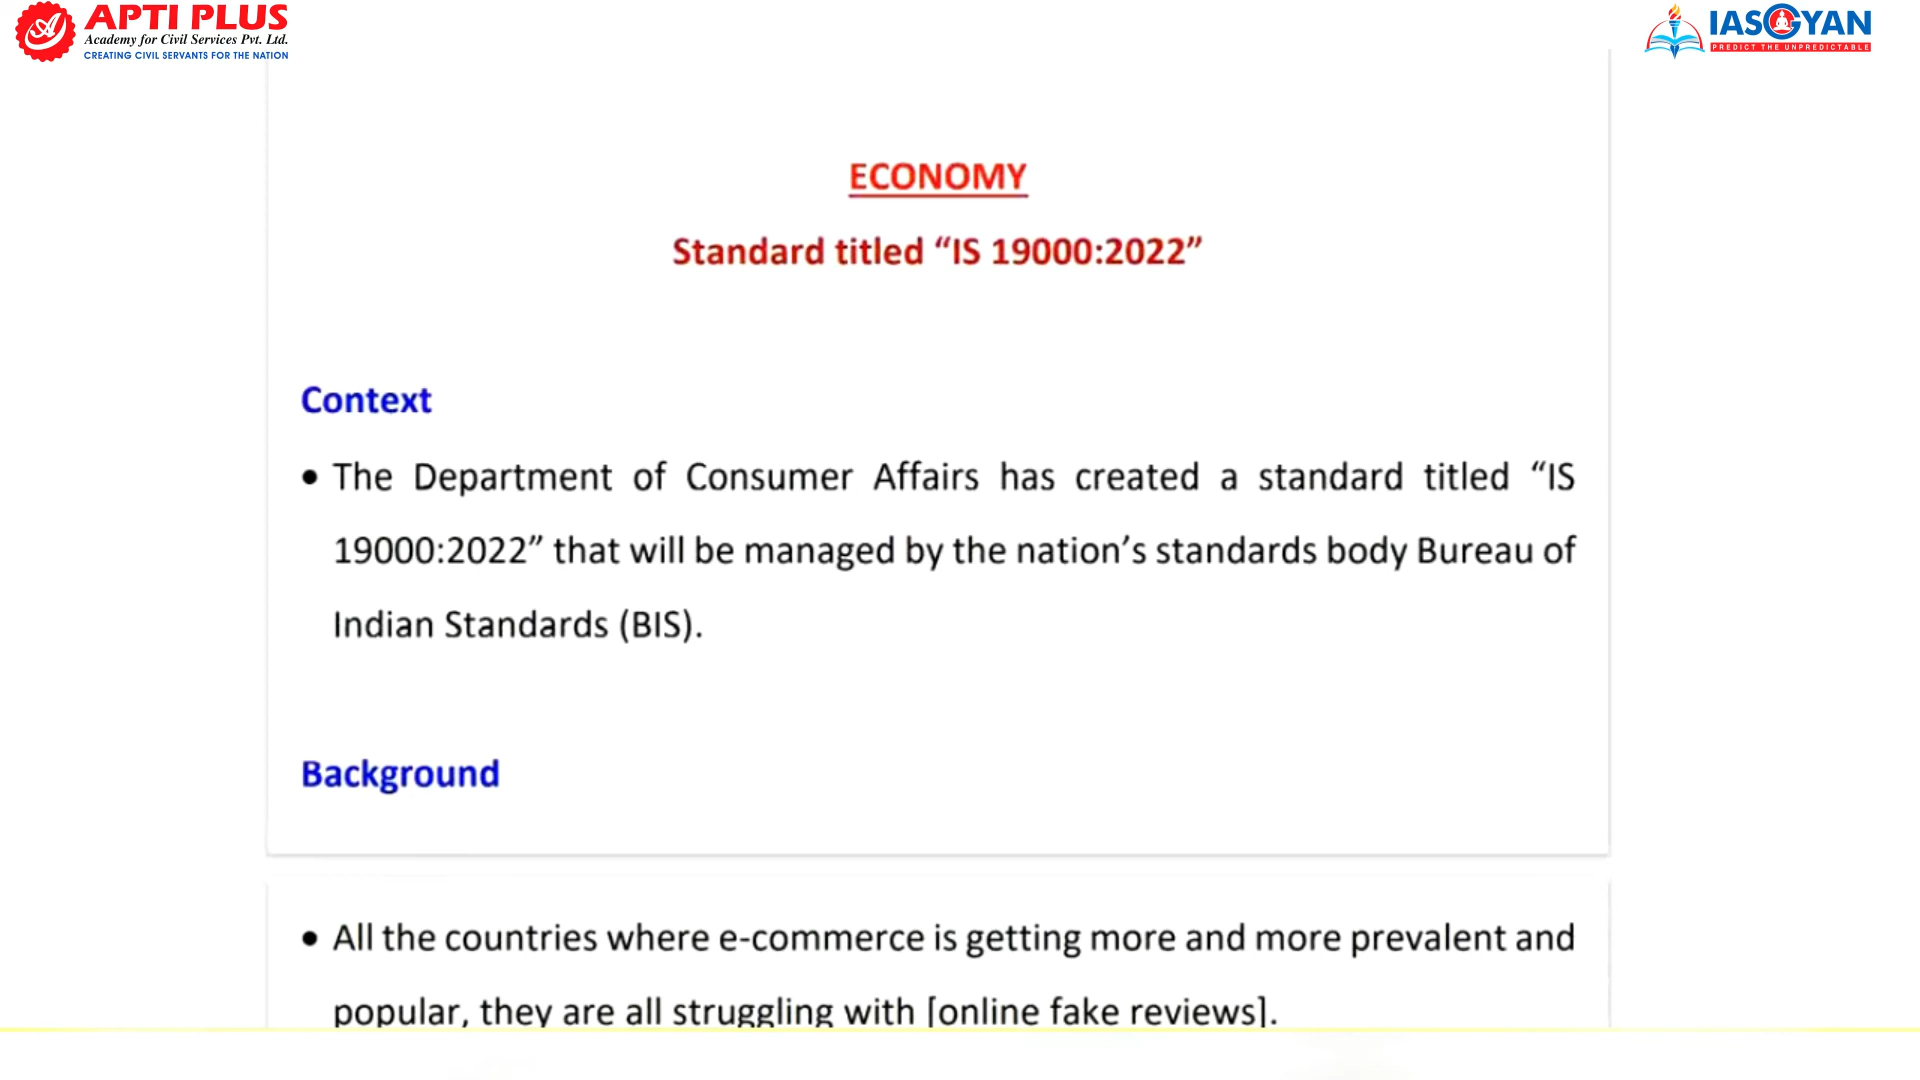 APTI PLUS
Academy for Civil Services Pvt. Ltd.
CREATING CIVIL SERVANTS FOR THE NATION
IASGYAN
PREDICT THE UNPREDICTABLE
ECONOMY
Standard titled “IS 19000:2022”
Context
• The Department of Consumer Affairs has created a standard titled “IS
19000:2022” that will be managed by the nation’s standards body Bureau of
Indian Standards (BIS).
Background
• All the countries where e-commerce is getting more and more prevalent and
popular, they are all struggling with [online fake reviews].